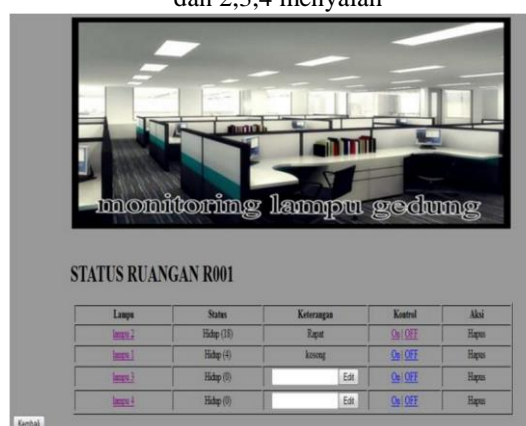 dan 2,3,4 menyalah
monitoring lampu gedung
STATUS RUANGAN R001
Lampu Status Keterangan Kontrol Aksi
lampu 2 Hidup (18) Rapat On | OFF Hapus
lampu 1 Hidup (4) kosong On | OFF Hapus
lampu 3 Hidup (0) Edit On | OFF Hapus
lampu 4 Hidup (0) Edit On | OFF Hapus
Kembali